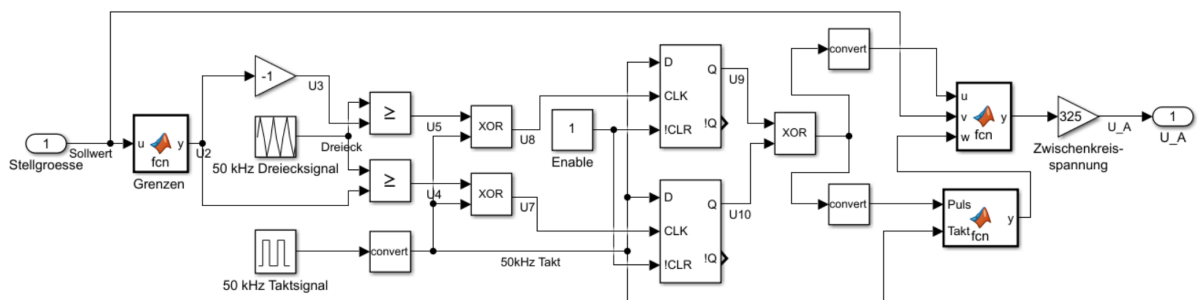 1
Stellgroesse
Sollwert
u
y
fcn
Grenzen
U2
-1
U3
50 kHz Dreiecksignal
Dreieck
≥
≥
U5
U4
XOR
U8
XOR
U7
50 kHz Taktsignal
convert
50kHz Takt
1
Enable
D
CLK
!CLR
Q
!Q
U9
D
CLK
!CLR
Q
!Q
U10
XOR
convert
convert
u
v
w
fcn
y
Puls
Takt
fcn
y
325
Zwischenkreis-
spannung
U_A
1
U_A